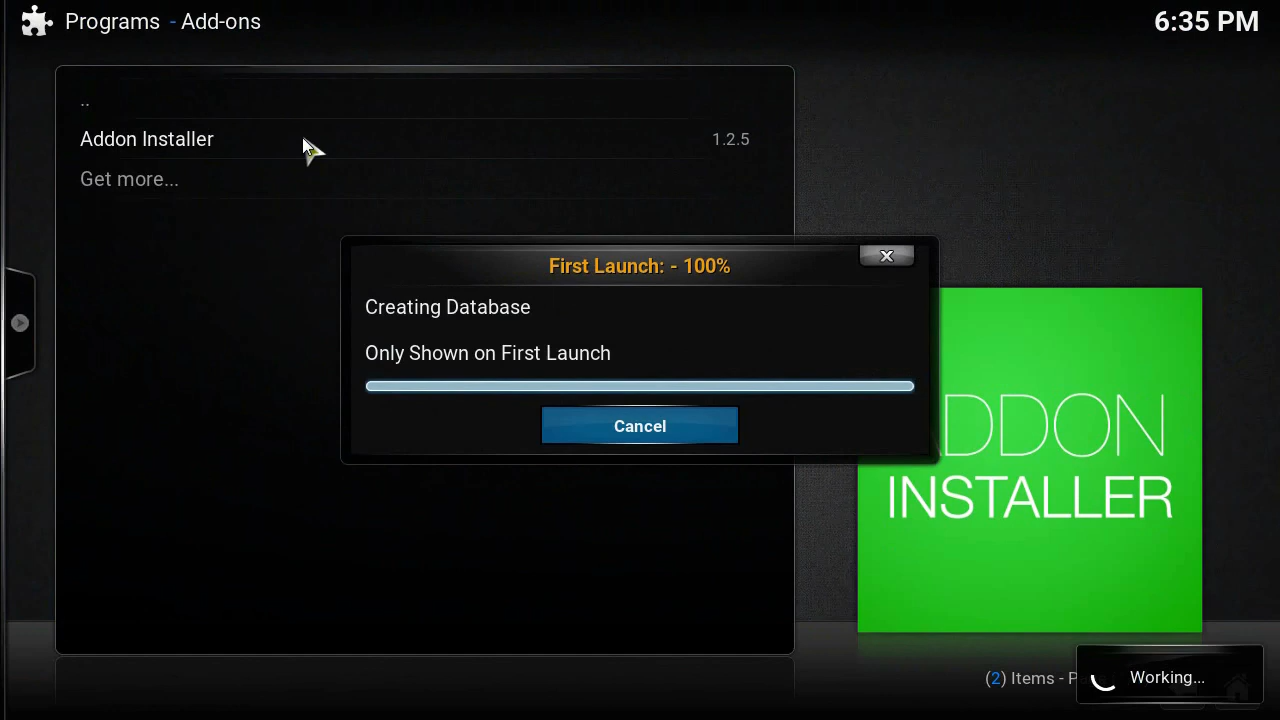 Programs - Add-ons
6:35 PM
..
Addon Installer 1.2.5
Get more...
First Launch: - 100%
Creating Database
Only Shown on First Launch
Cancel
DDON
INSTALLER
(2) Items - P
Working...